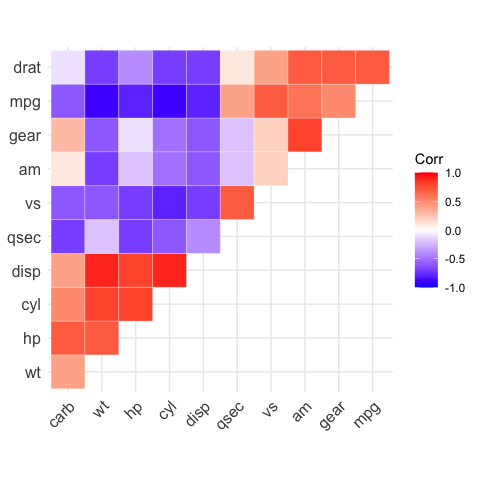 drat
mpg
gear
am
vs
qsec
disp
cyl
hp
wt
carb
wt
hp
cyl
disp
qsec
vs
am
gear
mpg
Corr
1.0
0.5
0.0
-0.5
-1.0